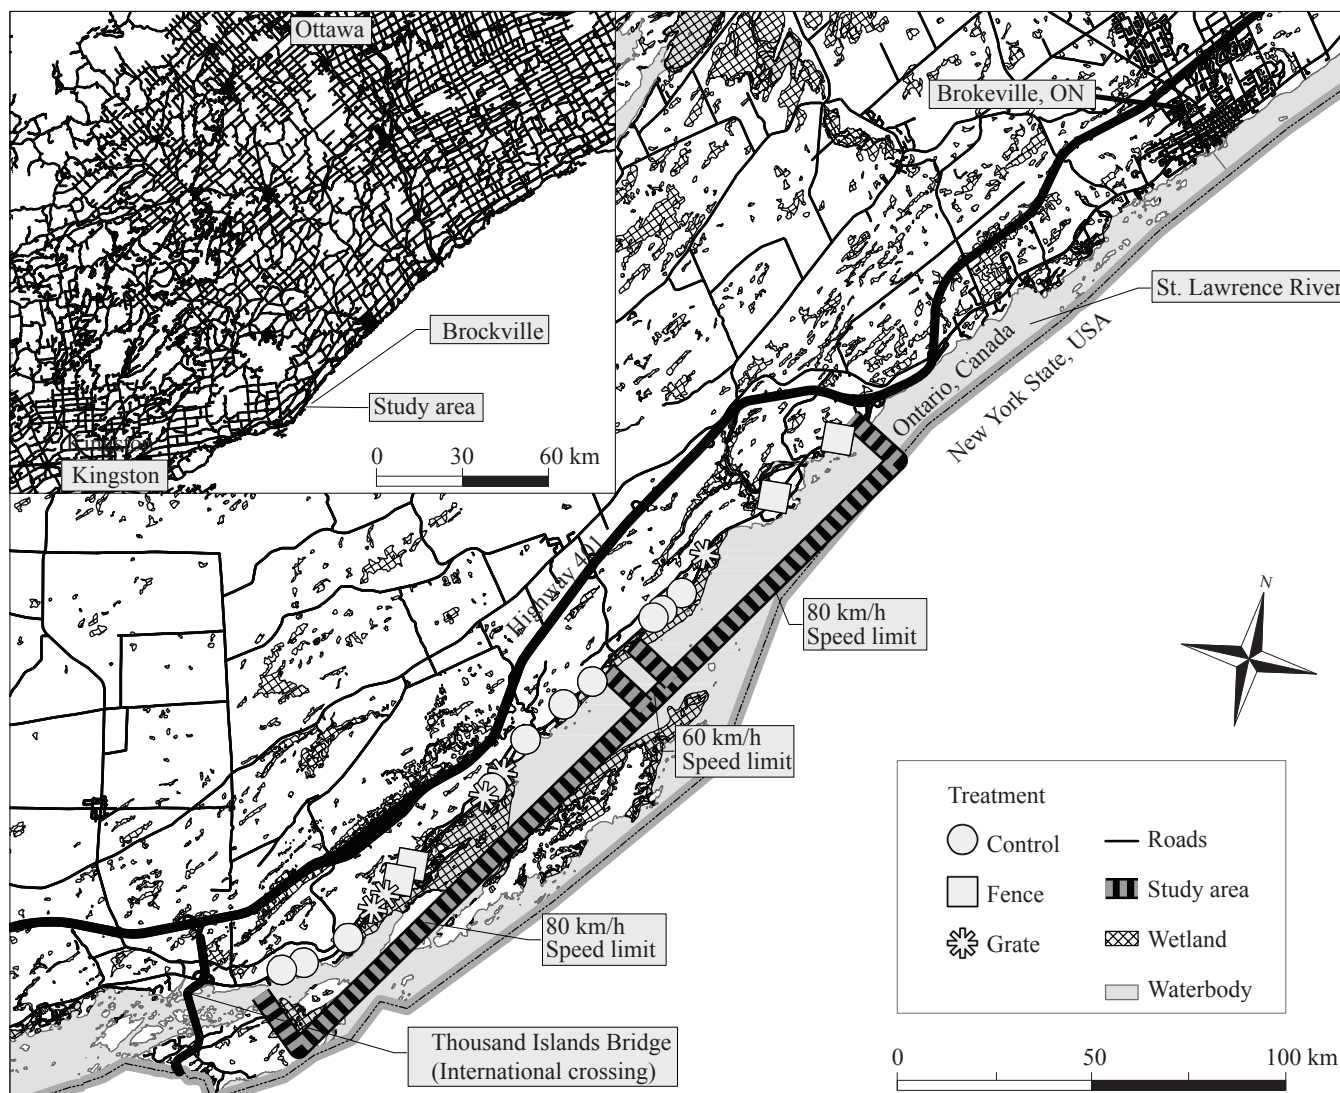 Ottawa
Brokeville, ON
St. Lawrence River
Brockville
Study area
Kingston
Kingston
0 30 60 km
Ontario, Canada
New York State, USA
Highway 401
80 km/h
Speed limit
60 km/h
Speed limit
80 km/h
Speed limit
Thousand Islands Bridge
(International crossing)
N
Treatment
Control
Fence
Grate
Roads
Study area
Wetland
Waterbody
0 50 100 km